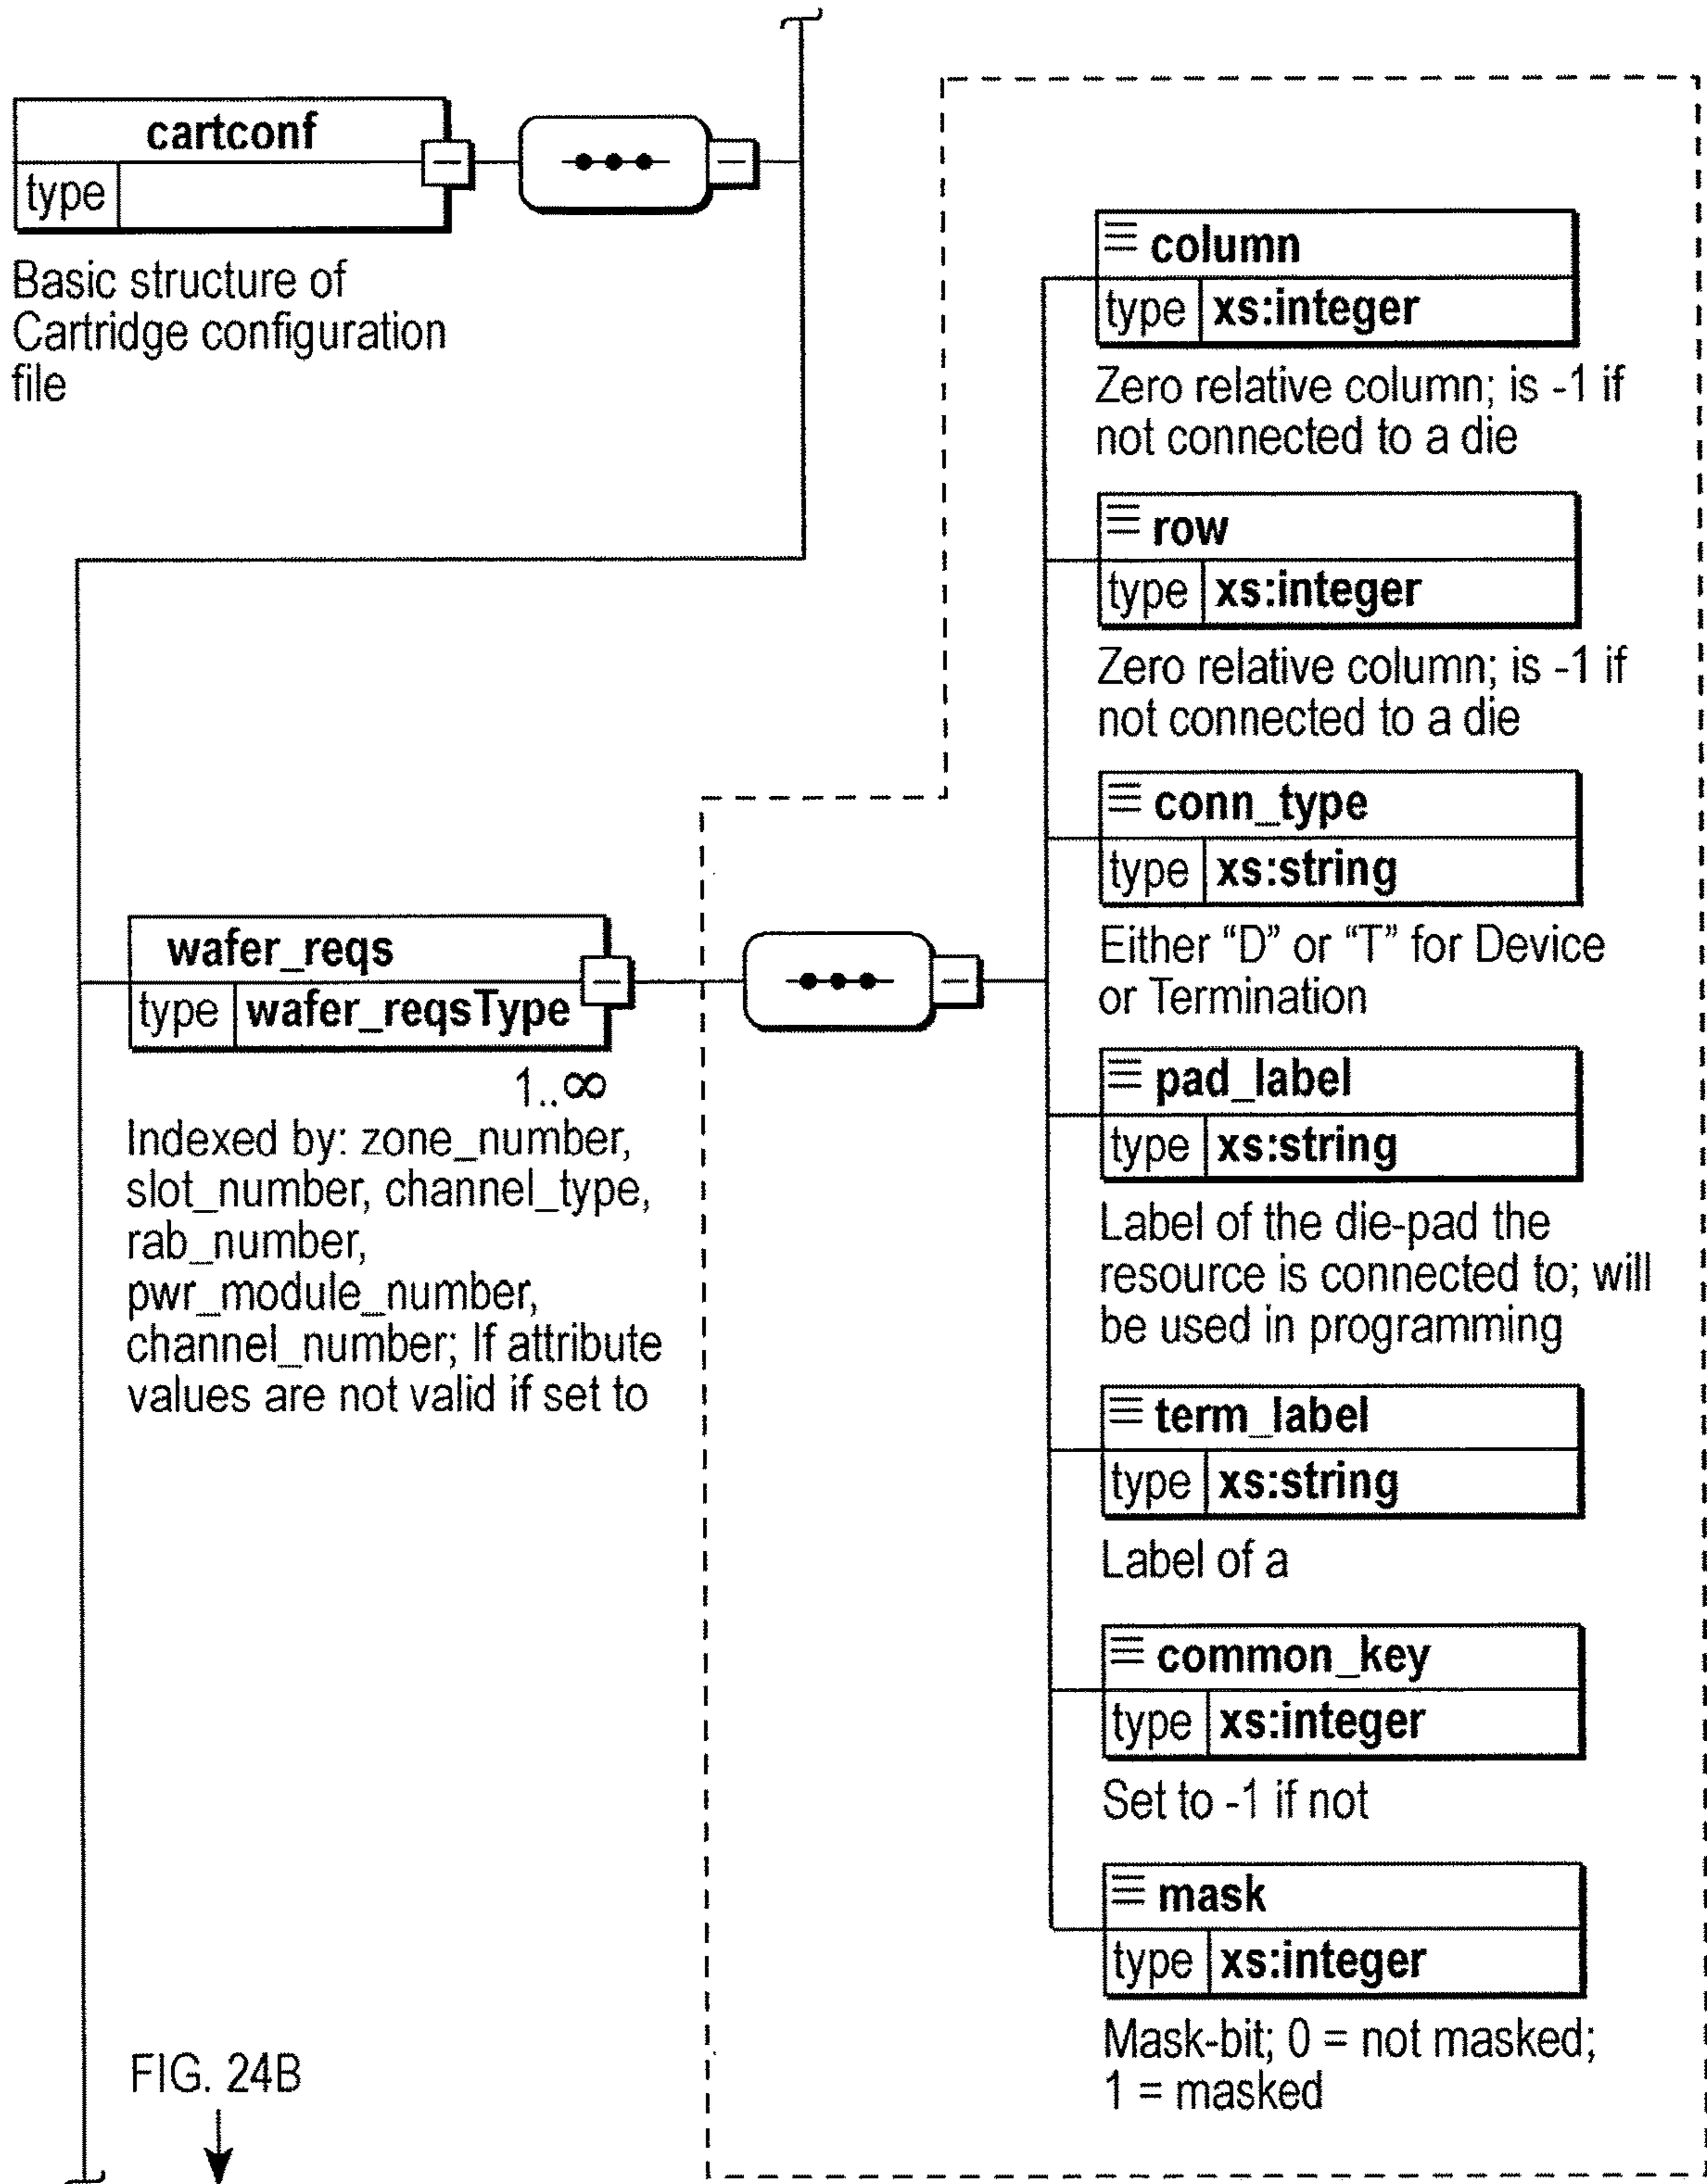 cartconf
type
Basic structure of
Cartridge configuration
file
column
type xs:integer
Zero relative column; is -1 if
not connected to a die
row
type xs:integer
Zero relative column; is -1 if
not connected to a die
conn_type
type xs:string
Either “D” or “T” for Device
or Termination
wafer_reqs
type wafer_reqsType
1..∞
Indexed by: zone_number,
slot_number, channel_type,
rab_number,
pwr_module_number,
channel_number; If attribute
values are not valid if set to
pad_label
type xs:string
Label of the die-pad the
resource is connected to; will
be used in programming
term_label
type xs:string
Label of a
common_key
type xs:integer
Set to -1 if not
mask
type xs:integer
Mask-bit; 0 = not masked;
1 = masked
FIG. 24B